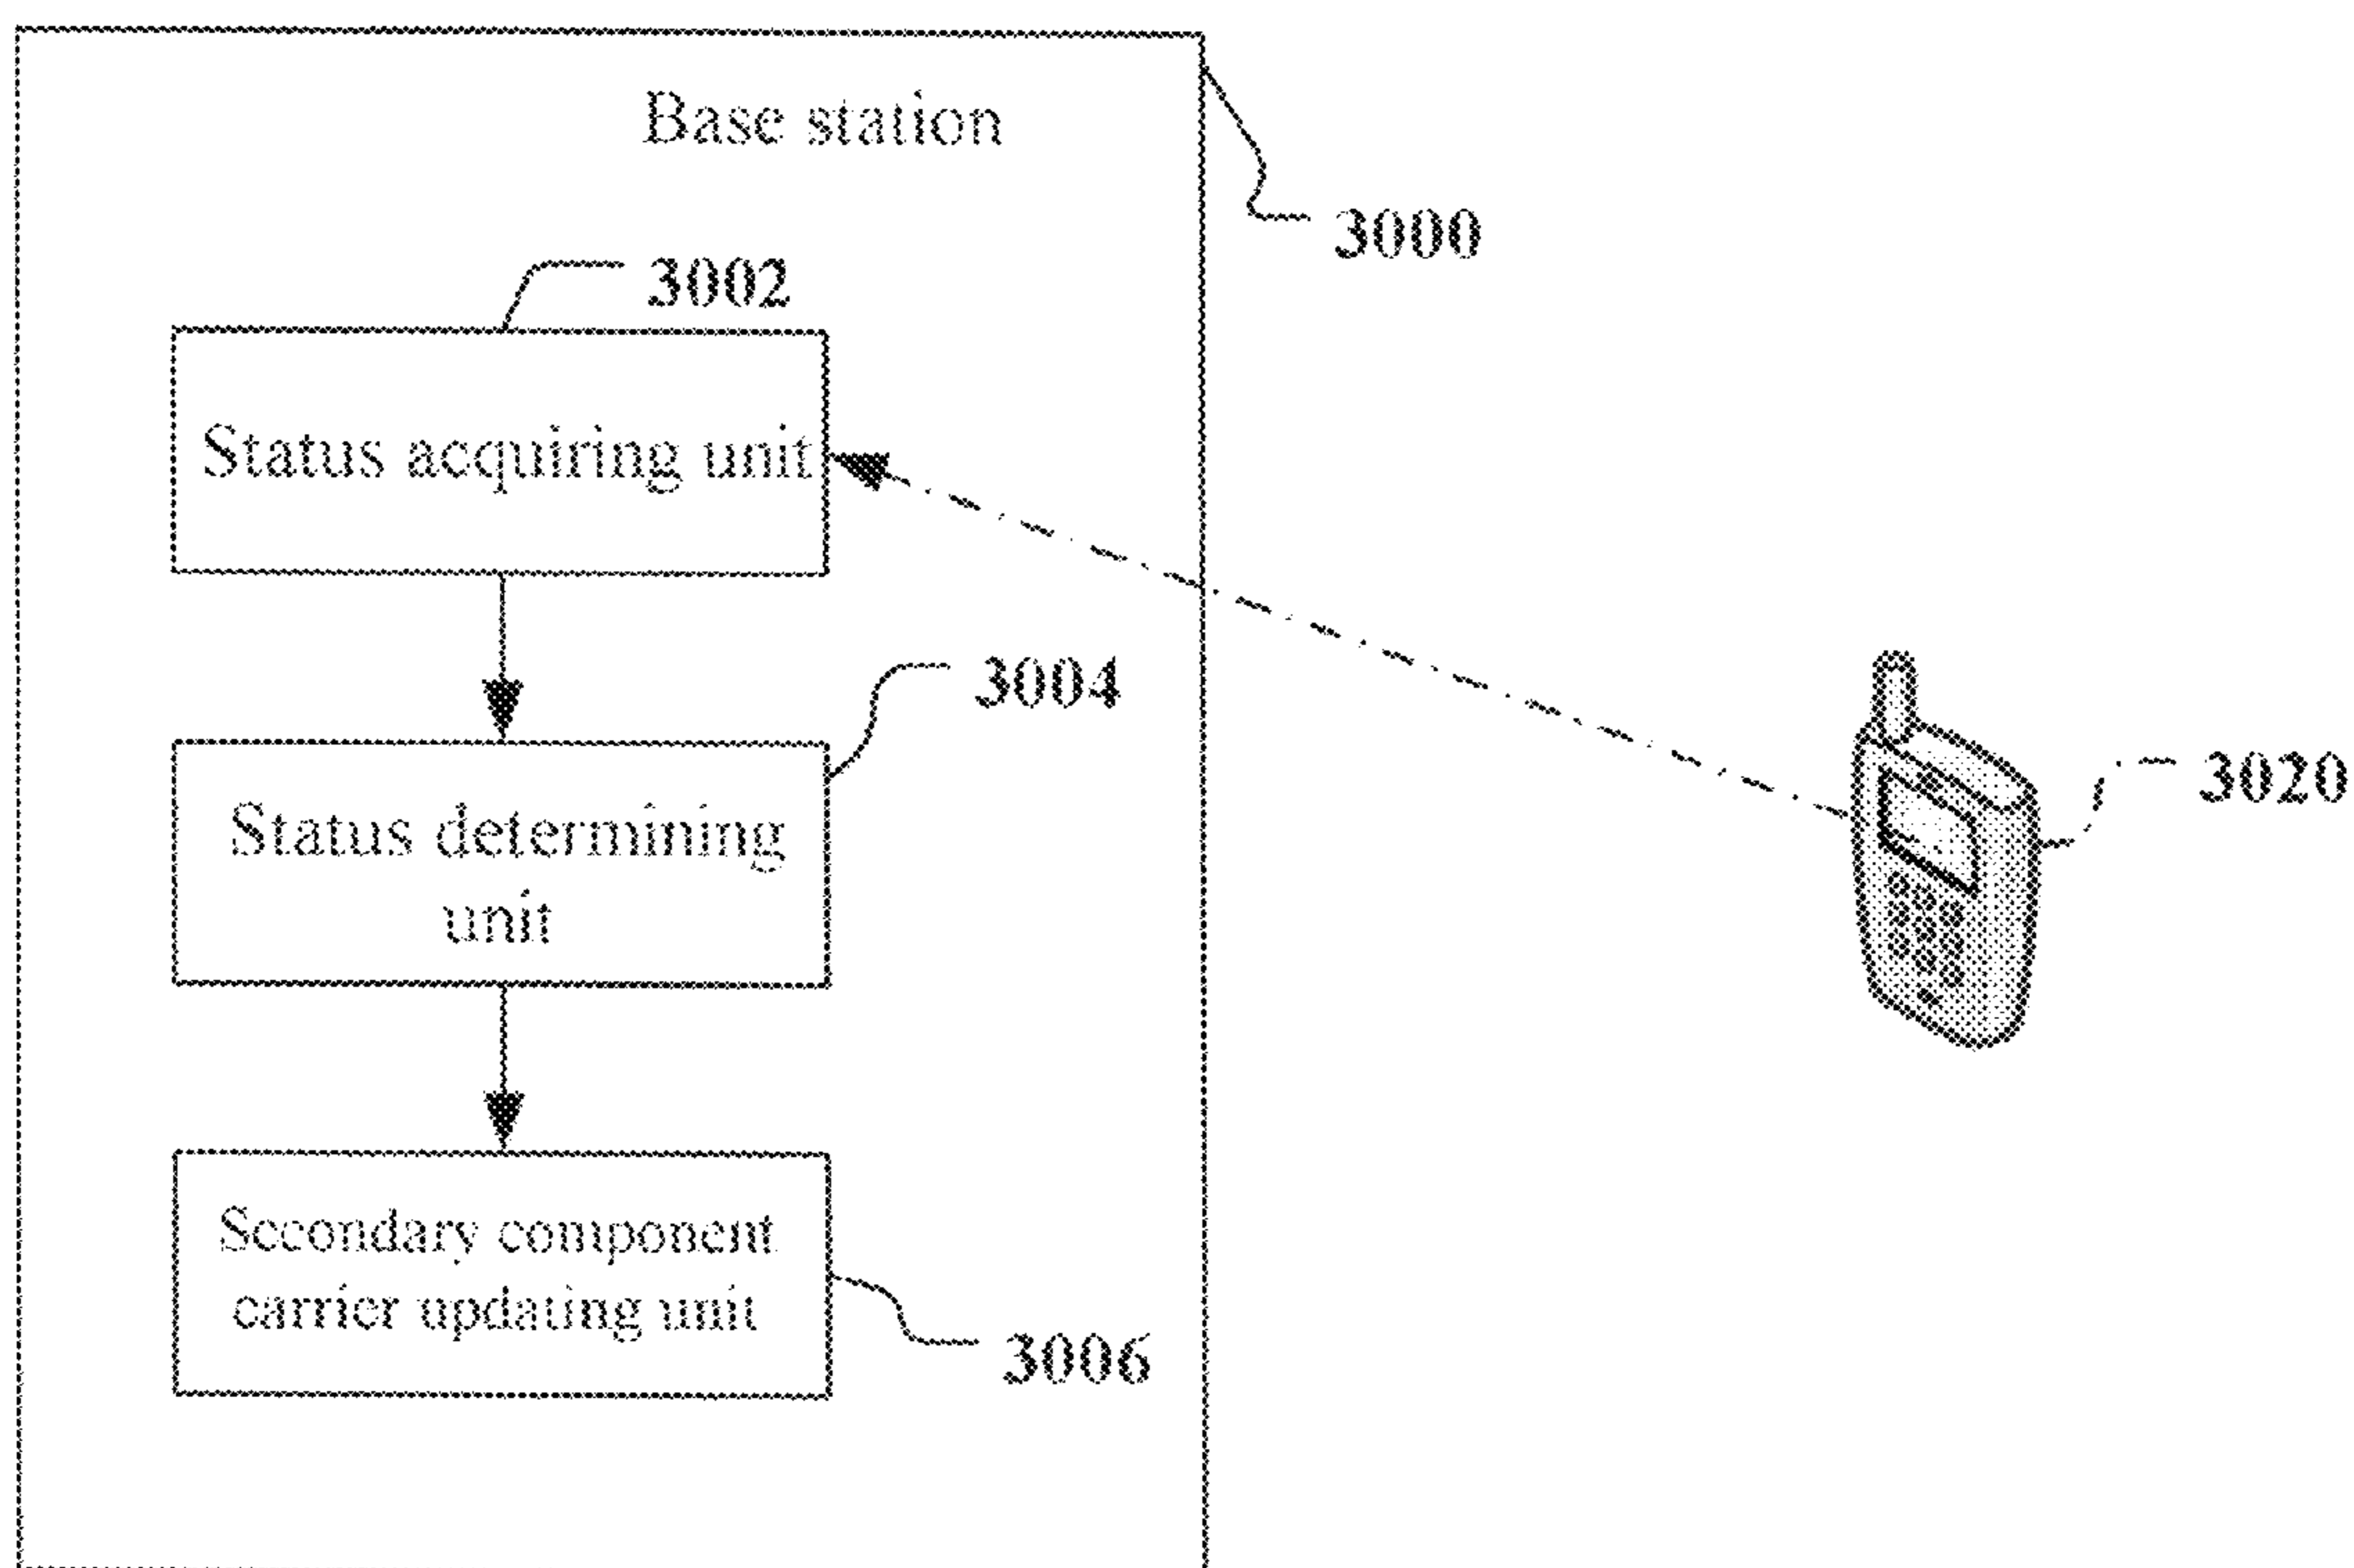 Base station
3000
3002
Status acquiring unit
3004
Status determining
unit
3020
Secondary component
carrier updating unit
3006